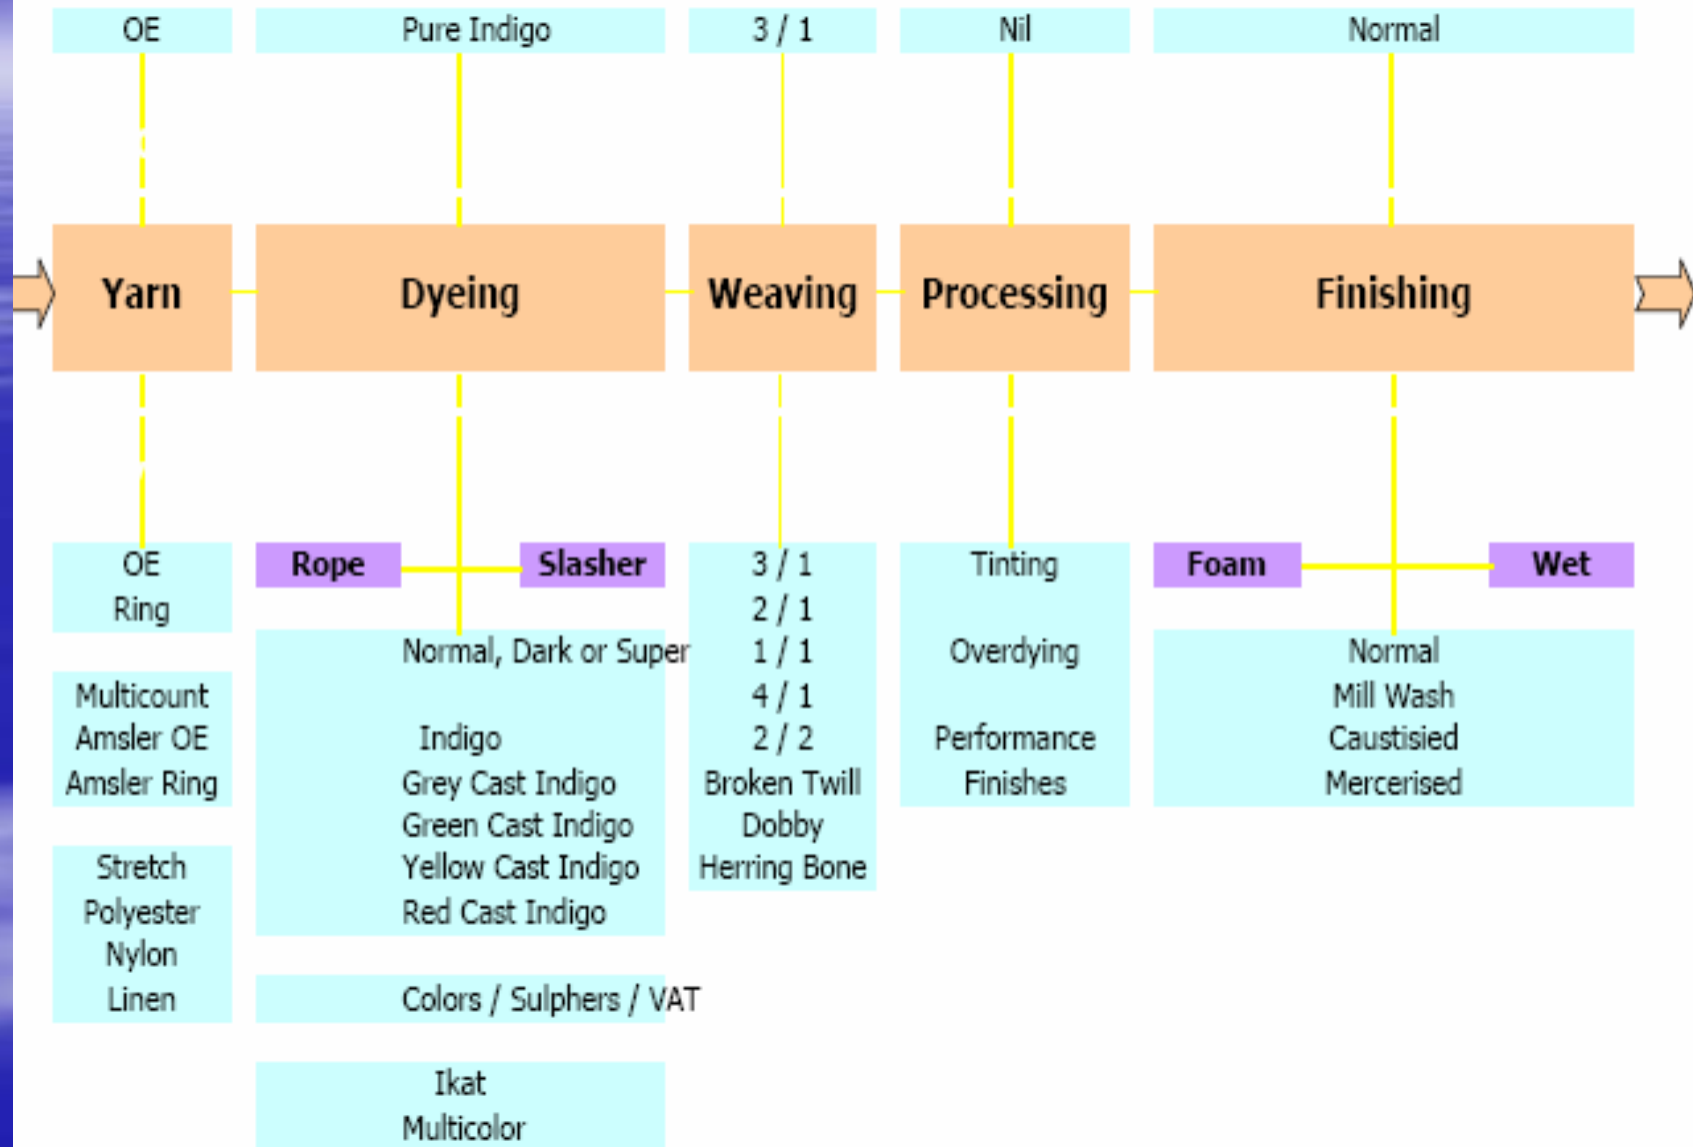 OE
Pure Indigo
3 / 1
Nil
Normal
Yarn
Dyeing
Weaving
Processing
Finishing
OE
Ring
Multicount
Amsler OE
Amsler Ring
Stretch
Polyester
Nylon
Linen
Rope
Slasher
Normal, Dark or Super
Indigo
Grey Cast Indigo
Green Cast Indigo
Yellow Cast Indigo
Red Cast Indigo
Colors / Sulphers / VAT
Ikat
Multicolor
3 / 1
2 / 1
1 / 1
4 / 1
2 / 2
Broken Twill
Dobby
Herring Bone
Tinting
Overdying
Performance
Finishes
Foam
Wet
Normal
Mill Wash
Caustisied
Mercerised